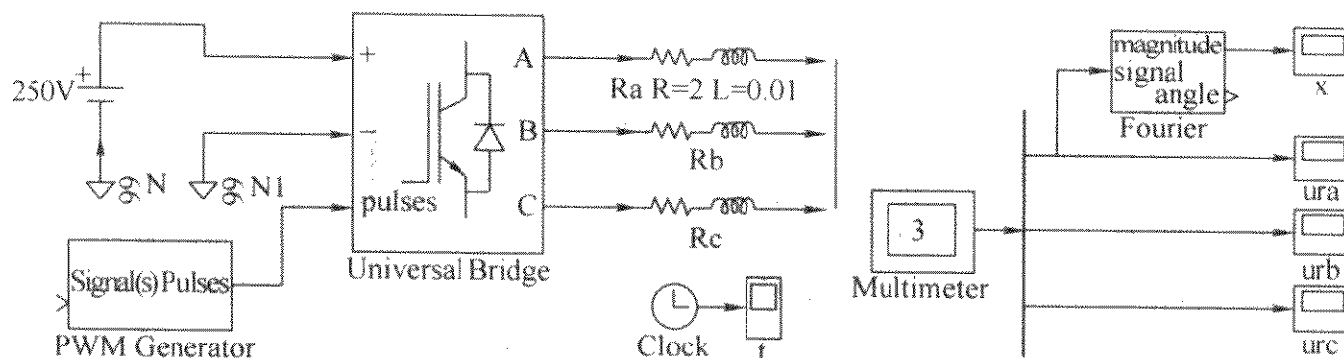 250V
+
N
N1
Signal(s) Pulses
PWM Generator
+
−
pulses
A
B
C
Universal Bridge
Ra R=2 L=0.01
Rb
Rc
Clock
t
3
Multimeter
magnitude
signal
angle
Fourier
x
ura
urb
urc